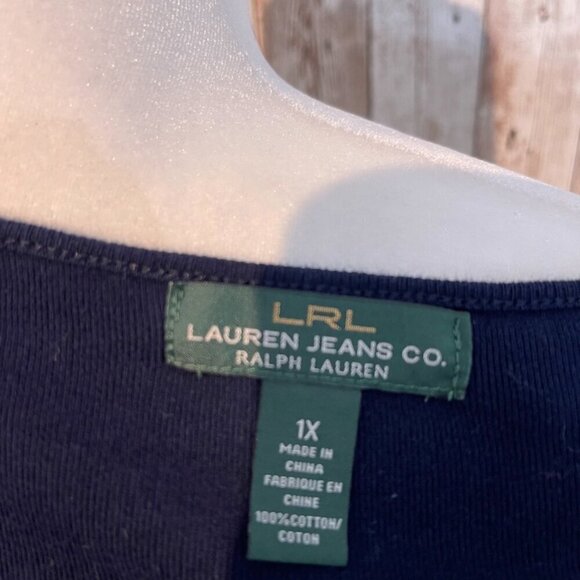 LRL
LAUREN JEANS CO.
RALPH LAUREN
1X
MADE IN
CHINA
FABRIQUE EN
CHINE
100%COTTON/
COTON